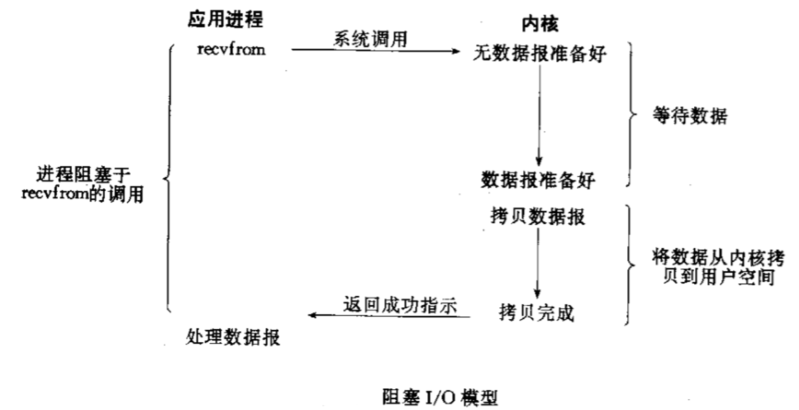 应用进程
内核
recvfrom
系统调用
无数据报准备好
等待数据
进程阻塞于
recvfrom的调用
数据报准备好
拷贝数据报
将数据从内核拷
贝到用户空间
返回成功指示
拷贝完成
处理数据报
阻塞 I/O 模型